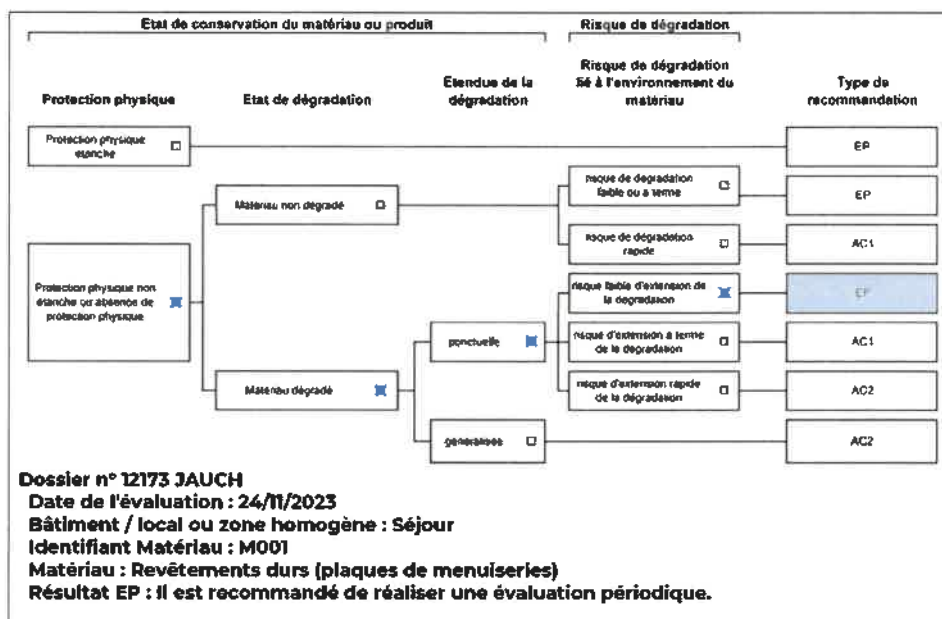 Etat de conservation du matériau ou produit
Risque de dégradation
Protection physique
Etat de dégradation
Etendue de la
dégradation
Risque de dégradation
lié à l'environnement du
matériau
Type de
recommandation
Protection physique
étanche
EP
Matériau non dégradé
risque de dégradation
faible ou à terme
EP
risque de dégradation
rapide
AC1
Protection physique non
étanche ou absence de
protection physique
risque faible d'extension de
la dégradation
EP
ponctuelle
risque d'extension à terme
de la dégradation
AC1
Matériau dégradé
risque d'extension rapide
de la dégradation
AC2
généralisée
AC2
Dossier n° 12173 JAUCH
Date de l'évaluation : 24/11/2023
Bâtiment / local ou zone homogène : Séjour
Identifiant Matériau : M001
Matériau : Revêtements durs (plaques de menuiseries)
Résultat EP : Il est recommandé de réaliser une évaluation périodique.